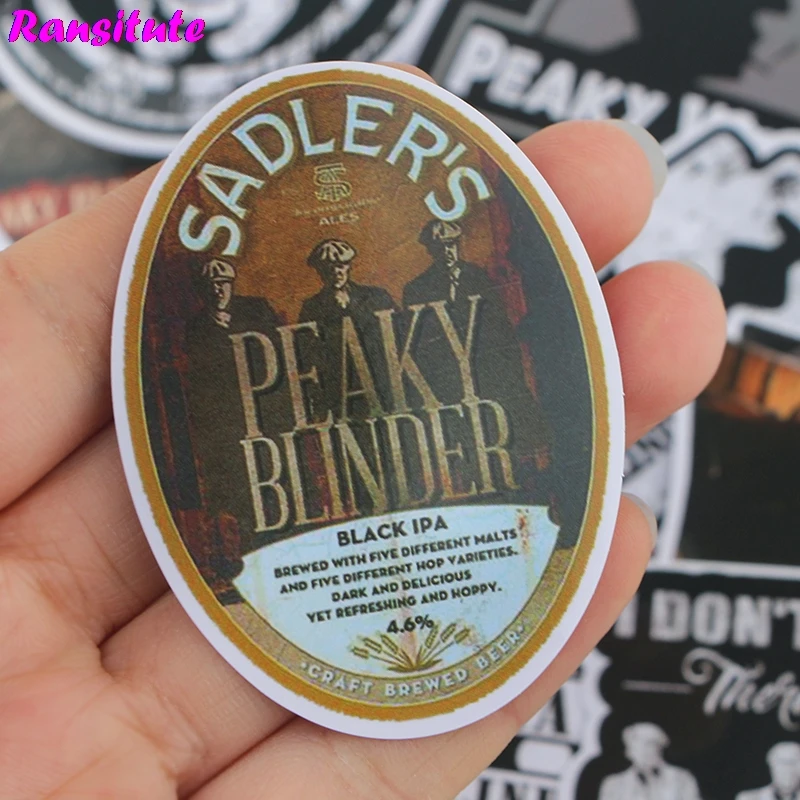 Ransitute
SADLER'S
ALES
PEAKY
BLINDER
BLACK IPA
BREWED WITH FIVE DIFFERENT MALTS
AND FIVE DIFFERENT HOP VARIETIES.
DARK AND DELICIOUS
YET REFRESHING AND HOPPY.
4.6%
•CRAFT BREWED BEER•
PEAKY
I DON'T